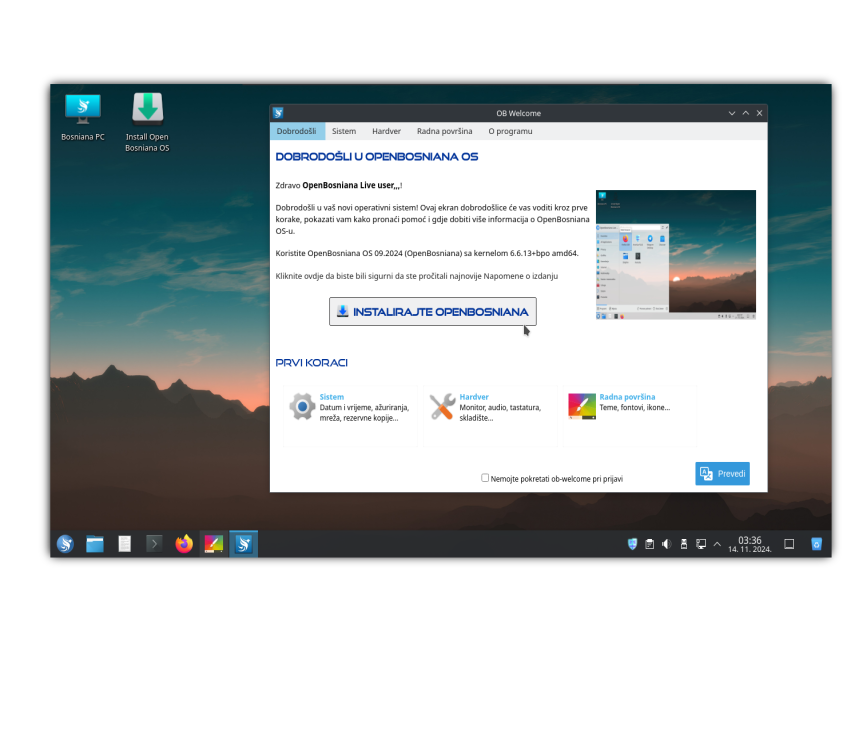 Bosniana PC
Install Open
Bosniana OS
OB Welcome
Dobrodošli Sistem Hardver Radna površina O programu
DOBRODOŠLI U OPENBOSNIANA OS
Zdravo OpenBosniana Live user,,,!
Dobrodošli u vaš novi operativni sistem! Ovaj ekran dobrodošlice će vas voditi kroz prve
korake, pokazati vam kako pronaći pomoć i gdje dobiti više informacija o OpenBosniana
OS-u.
Koristite OpenBosniana OS 09.2024 (OpenBosniana) sa kernelom 6.6.13+bpo amd64.
Kliknite ovdje da biste bili sigurni da ste pročitali najnovije Napomene o izdanju
INSTALIRAJTE OPENBOSNIANA
PRVI KORACI
Sistem
Datum i vrijeme, ažuriranja,
mreža, rezervne kopije...
Hardver
Monitor, audio, tastatura,
skladište...
Radna površina
Teme, fontovi, ikone...
Nemojte pokretati ob-welcome pri prijavi
Prevedi
03:36
14. 11. 2024.